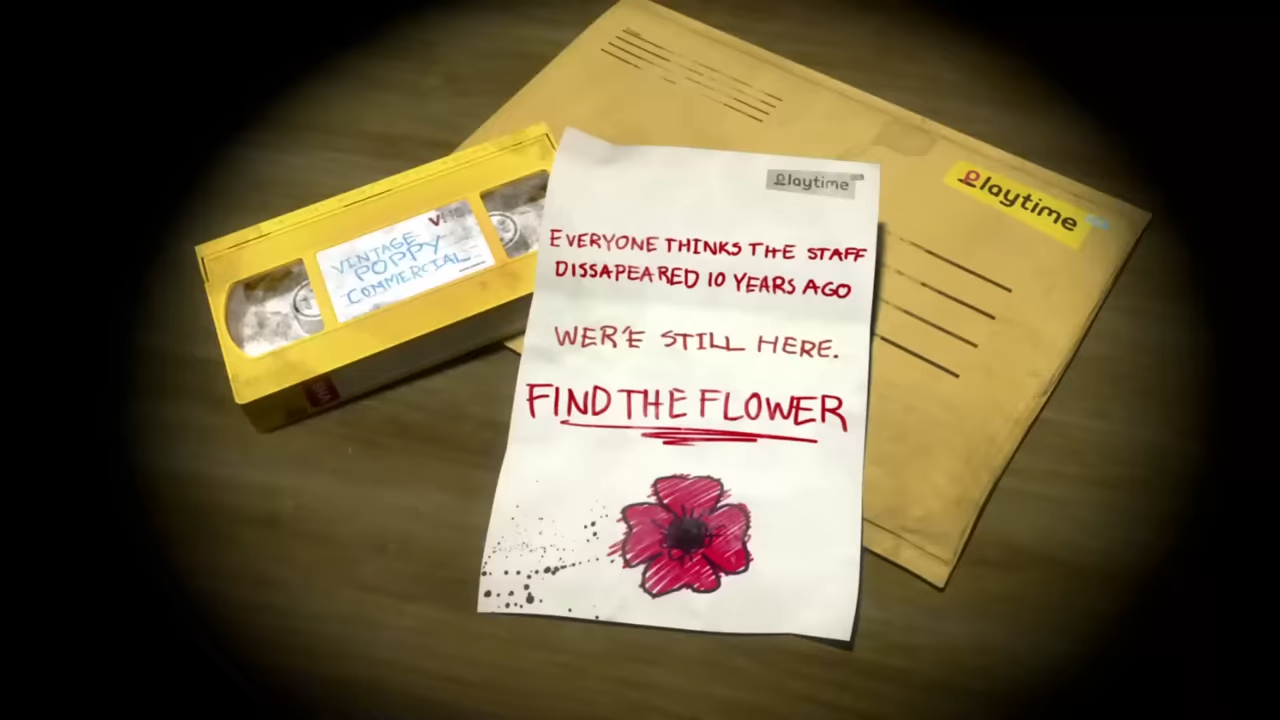 VINTAGE
POPPY
COMMERCIAL
Playtime
EVERYONE THINKS THE STAFF
DISSAPEARED 10 YEARS AGO
WER'E STILL HERE.
FIND THE FLOWER
Playtime